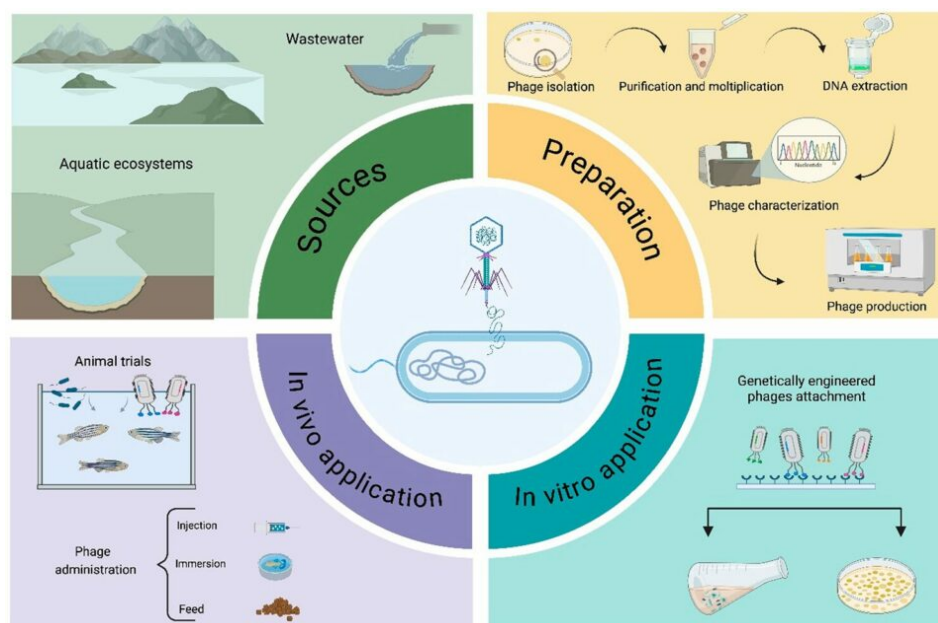 Wastewater
Aquatic ecosystems
Sources
Preparation
Phage isolation
Purification and moltiplication
DNA extraction
Phage characterization
Phage production
In vivo application
Animal trials
Phage
administration
Injection
Immersion
Feed
In vitro application
Genetically engineered
phages attachment